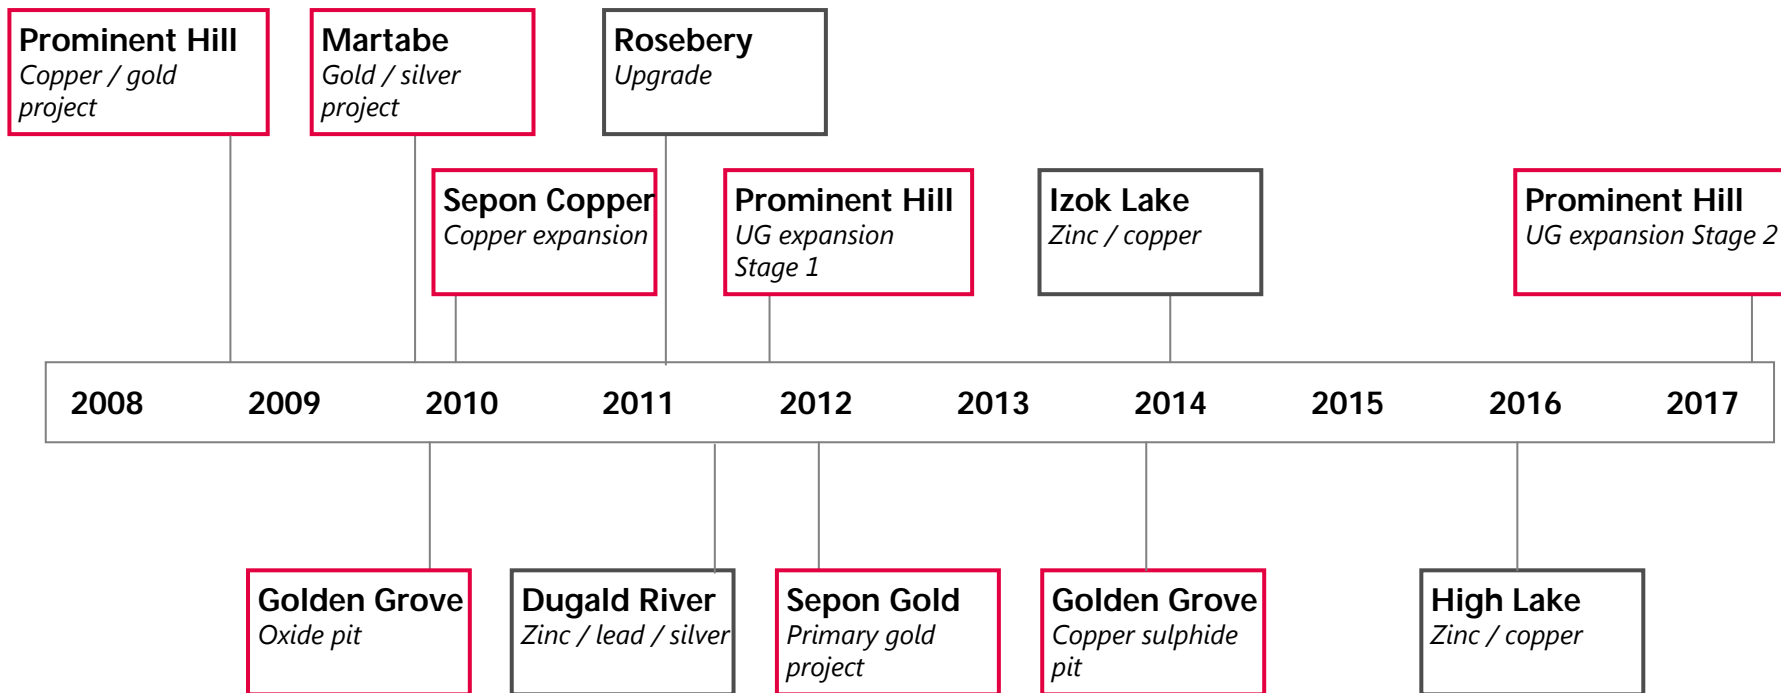 Prominent Hill
Copper / gold
project
Martabe
Gold / silver
project
Rosebery
Upgrade
Sepon Copper
Copper expansion
Prominent Hill
UG expansion
Stage 1
Izok Lake
Zinc / copper
Prominent Hill
UG expansion Stage 2
2008 2009 2010 2011 2012 2013 2014 2015 2016 2017
Golden Grove
Oxide pit
Dugald River
Zinc / lead / silver
Sepon Gold
Primary gold
project
Golden Grove
Copper sulphide
pit
High Lake
Zinc / copper